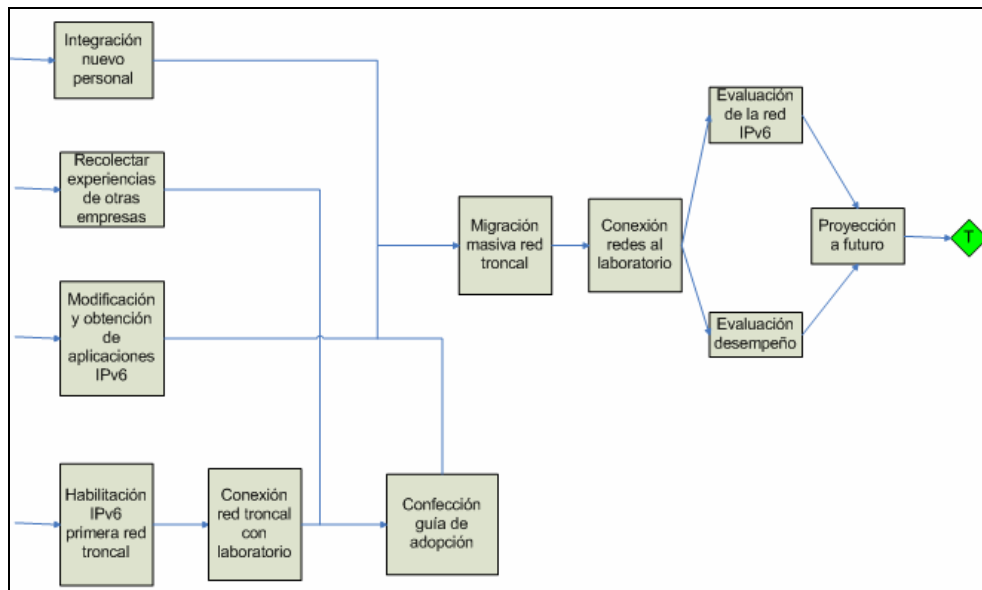 Integración
nuevo
personal
Recolectar
experiencias
de otras
empresas
Modificación
y obtención
de
aplicaciones
IPv6
Habilitación
IPv6
primera red
troncal
Conexión
red troncal
con
laboratorio
Confección
guía de
adopción
Migración
masiva red
troncal
Conexión
redes al
laboratorio
Evaluación
de la red
IPv6
Evaluación
desempeño
Proyección
a futuro
T